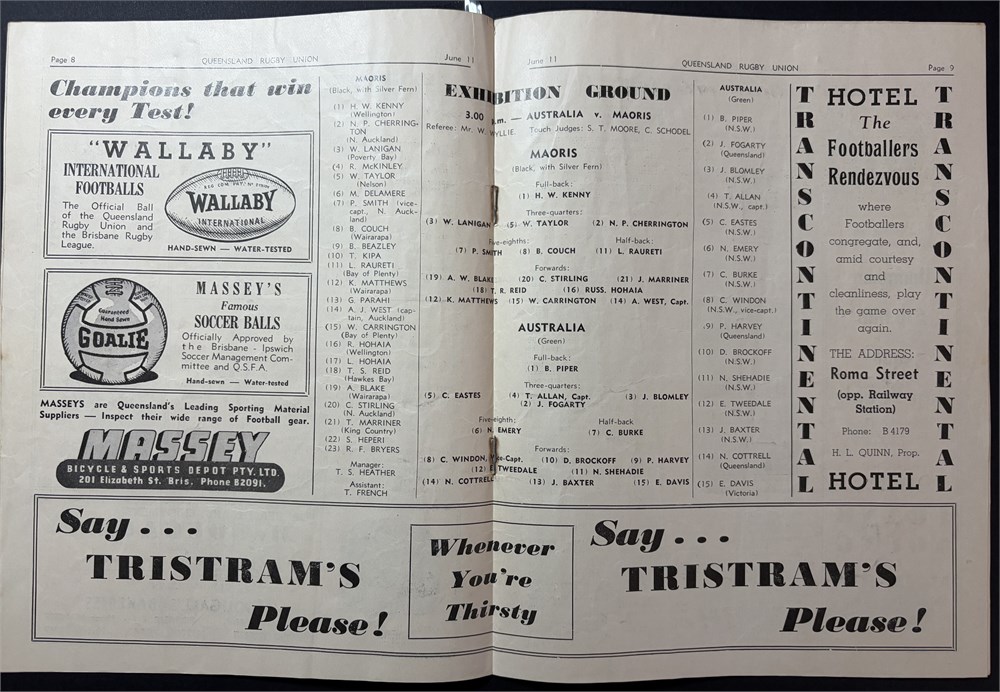 Page 8
QUEENSLAND RUGBY UNION
June 11
Champions that win
every Test!
"WALLABY"
INTERNATIONAL
FOOTBALLS
The Official Ball
of the Queensland
Rugby Union and
the Brisbane Rugby
League.
WALLABY
INTERNATIONAL
HAND-SEWN — WATER-TESTED
MASSEY'S
Famous
SOCCER BALLS
Officially Approved by
the Brisbane - Ipswich
Soccer Management Com-
mittee and Q.S.F.A.
Hand-sewn — Water-tested
Guaranteed
Hand Sewn
GOALIE
MASSEYS are Queensland's Leading Sporting Material
Suppliers — Inspect their wide range of Football gear.
MASSEY
BICYCLE & SPORTS DEPOT PTY. LTD.
201 Elizabeth St. Bris. Phone B2091.
MAORIS
(Black, with Silver Fern)
(1) H. W. KENNY
(Wellington)
(2) N. P. CHERRING-
TON
(N. Auckland)
(3) W. LANIGAN
(Poverty Bay)
(4) R. McKINLEY
(5) W. TAYLOR
(Nelson)
(6) M. DELAMERE
(7) P. SMITH (vice-
capt., N. Auck-
land)
(8) B. COUCH
(Wairarapa)
(9) B. BEAZLEY
(10) T. KIPA
(11) L. RAURETI
(Bay of Plenty)
(12) K. MATTHEWS
(Wairarapa)
(13) G. PARAHI
(14) A. J. WEST (cap-
tain, Auckland)
(15) W. CARRINGTON
(Bay of Plenty)
(16) R. HOHAIA
(Wellington)
(17) L. HOHAIA
(18) T. S. REID
(Hawkes Bay)
(19) A. BLAKE
(Wairarapa)
(20) C. STIRLING
(N. Auckland)
(21) T. MARRINER
(King Country)
(22) S. HEPERI
(23) R. F. BRYERS
Manager:
T. S. HEATHER
Assistant:
T. FRENCH
June 11
QUEENSLAND RUGBY UNION
Page 9
EXHIBITION GROUND
3.00 p.m. — AUSTRALIA v. MAORIS
Referee: Mr. W. WYLLIE. Touch Judges: S. T. MOORE, C. SCHODEL
MAORIS
(Black, with Silver Fern)
Full-back:
(1) H. W. KENNY
Three-quarters:
(3) W. LANIGAN (5) W. TAYLOR (2) N. P. CHERRINGTON
Five-eighths: Half-back:
(7) P. SMITH (8) B. COUCH (11) L. RAURETI
Forwards:
(19) A. W. BLAKE (20) C. STIRLING (21) J. MARRINER
(18) T. R. REID (16) RUSS. HOHAIA
(12) K. MATTHEWS (15) W. CARRINGTON (14) A. WEST, Capt.
AUSTRALIA
(Green)
Full-back:
(1) B. PIPER
Three-quarters:
(5) C. EASTES (4) T. ALLAN, Capt. (3) J. BLOMLEY
(2) J. FOGARTY
Five-eighth: Half-back
(6) N. EMERY (7) C. BURKE
Forwards:
(8) C. WINDON, Vice-Capt. (10) D. BROCKOFF (9) P. HARVEY
(12) E. TWEEDALE (11) N. SHEHADIE
(14) N. COTTRELL (13) J. BAXTER (15) E. DAVIS
AUSTRALIA
(Green)
(1) B. PIPER
(N.S.W.)
(2) J. FOGARTY
(Queensland)
(3) J. BLOMLEY
(N.S.W.)
(4) T. ALLAN
(N.S.W., capt.)
(5) C. EASTES
(N.S.W.)
(6) N. EMERY
(N.S.W.)
(7) C. BURKE
(N.S.W.)
(8) C. WINDON
(N.S.W., vice-capt.)
(9) P. HARVEY
(Queensland)
(10) D. BROCKOFF
(N.S.W.)
(11) N. SHEHADIE
(N.S.W.)
(12) E. TWEEDALE
(N.S.W.)
(13) J. BAXTER
(N.S.W.)
(14) N. COTTRELL
(Queensland)
(15) E. DAVIS
(Victoria)
TRANSCONTINENTAL
HOTEL
The
Footballers
Rendezvous
where
Footballers
congregate, and,
amid courtesy
and
cleanliness, play
the game over
again.
THE ADDRESS:
Roma Street
(opp. Railway
Station)
Phone: B 4179
H. L. QUINN, Prop.
HOTEL
TRANSCONTINENTAL
Say . . .
TRISTRAM'S
Please!
Whenever
You're
Thirsty
Say . . .
TRISTRAM'S
Please!